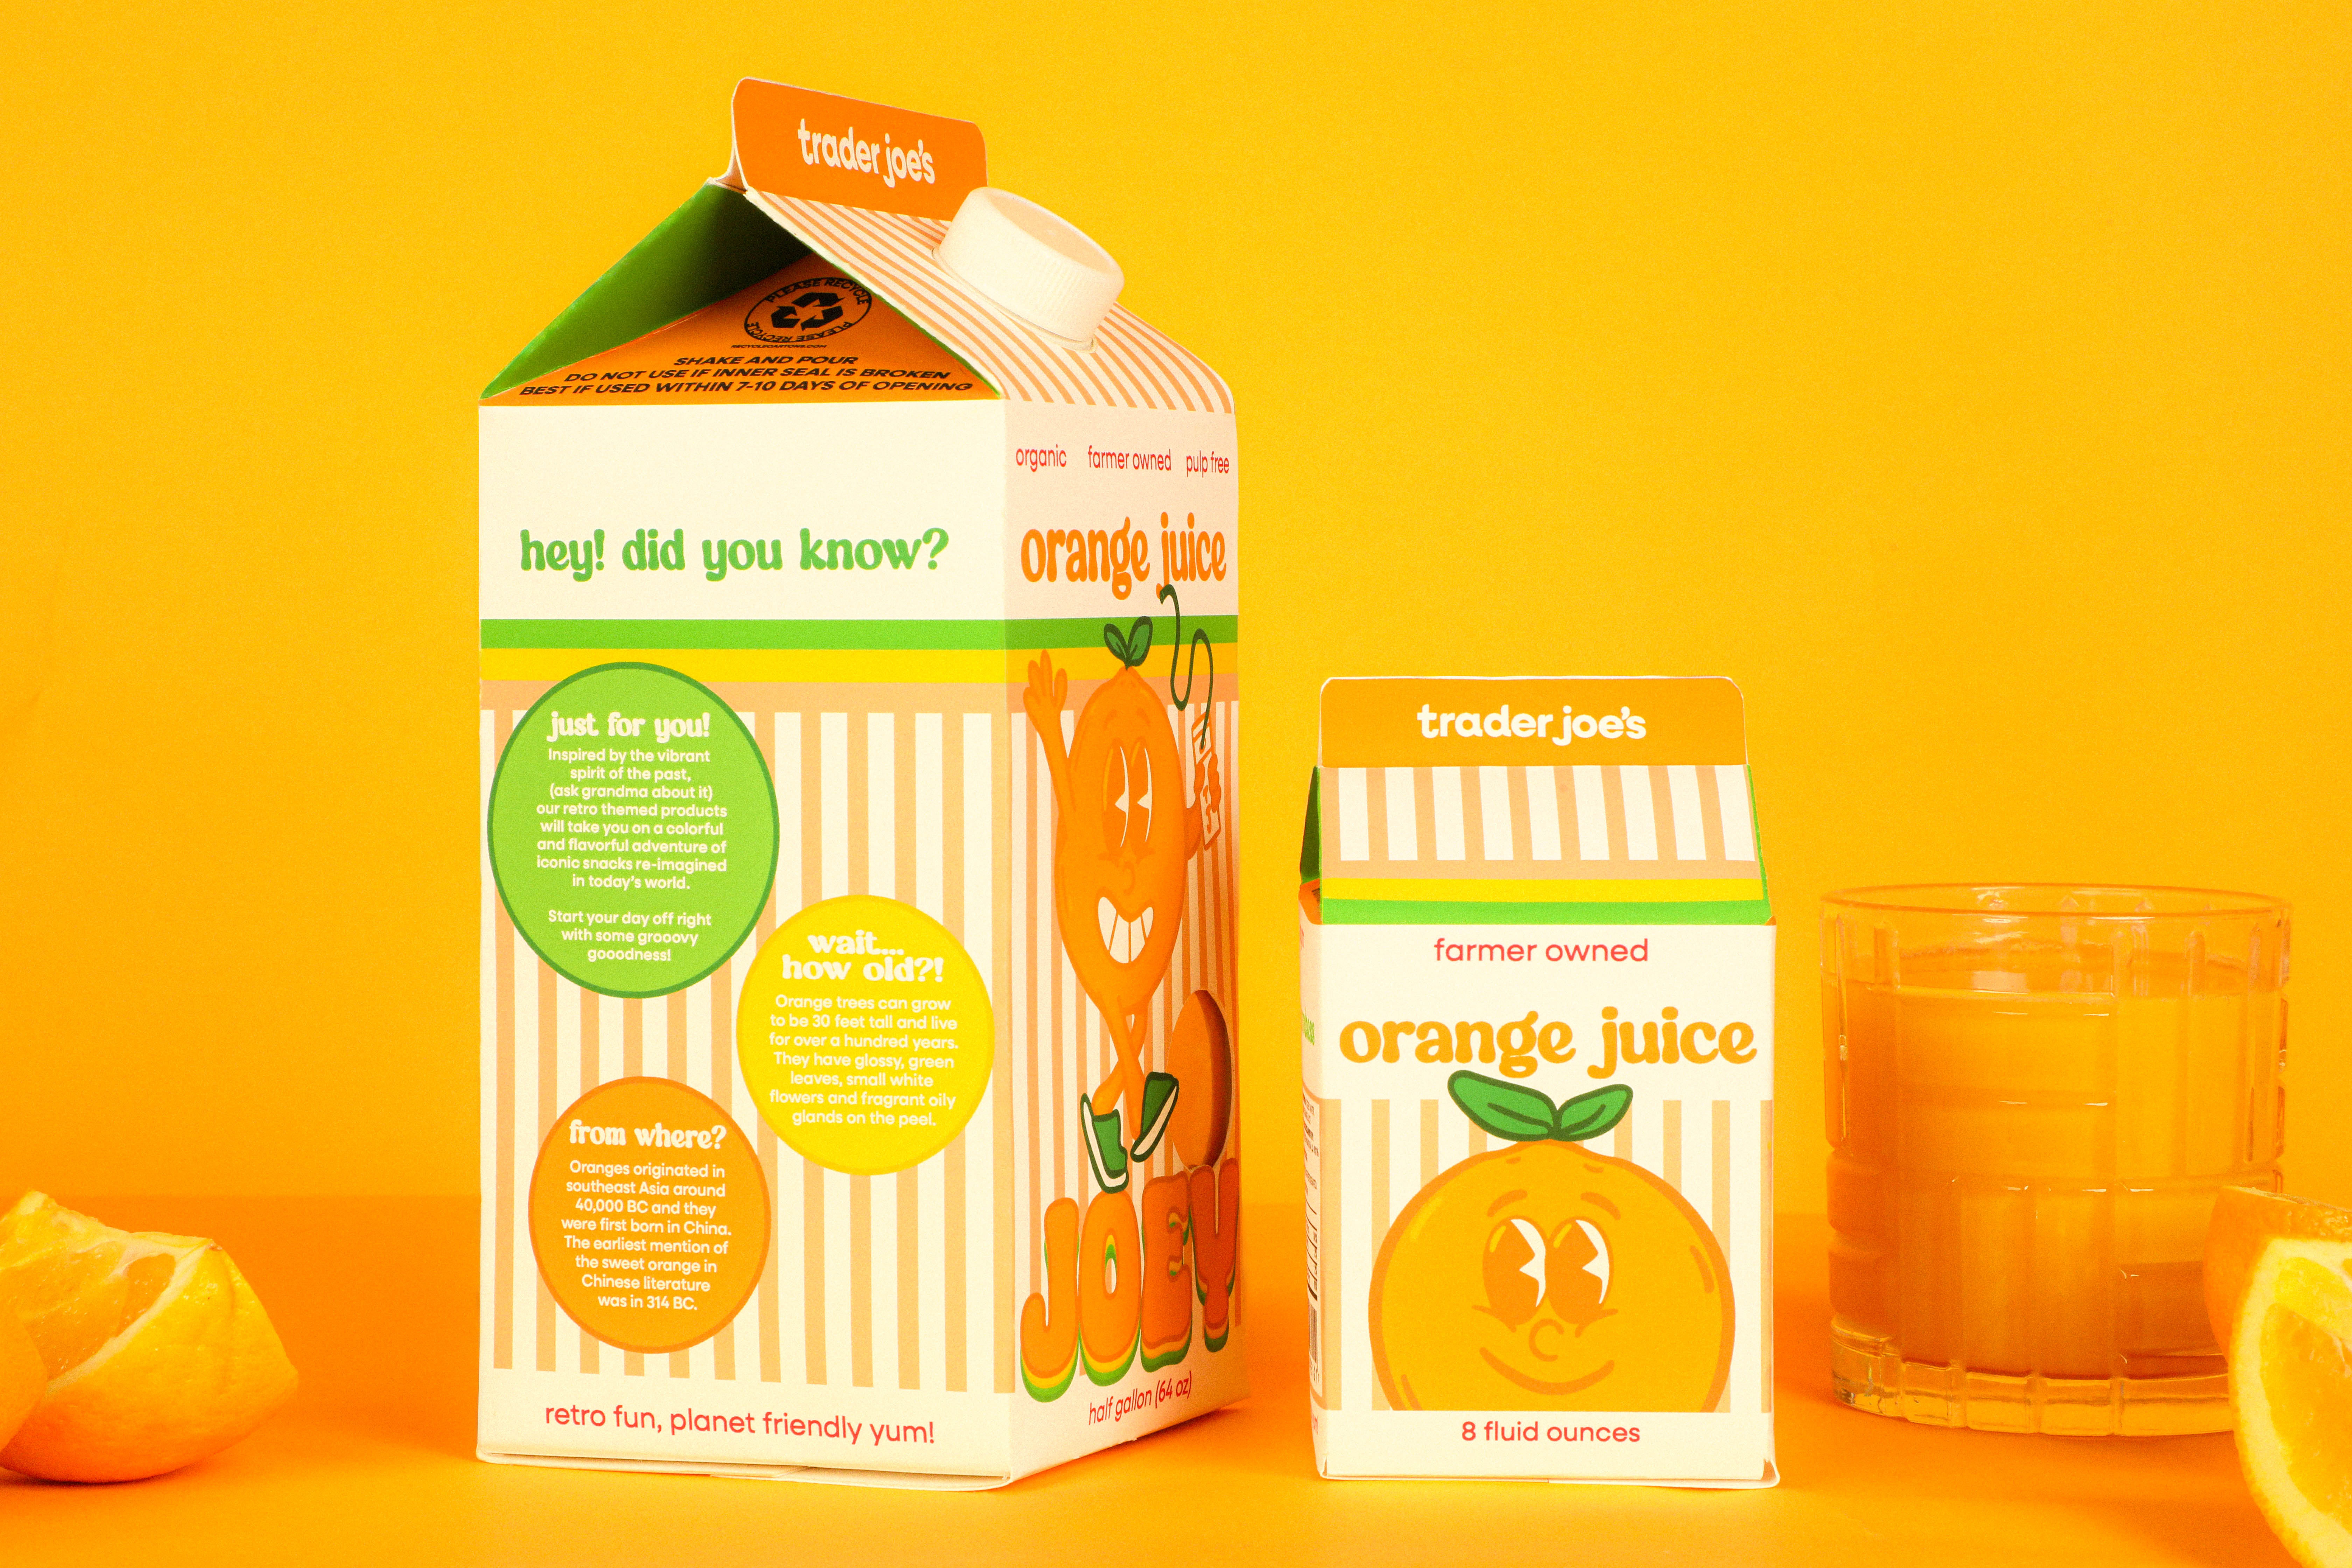 trader joe's
PLEASE RECYCLE
PLEASE RECYCLE
RECYCLECARTONS.COM
SHAKE AND POUR
DO NOT USE IF INNER SEAL IS BROKEN
BEST IF USED WITHIN 7-10 DAYS OF OPENING
hey! did you know?
just for you!
Inspired by the vibrant
spirit of the past,
(ask grandma about it)
our retro themed products
will take you on a colorful
and flavorful adventure of
iconic snacks re-imagined
in today's world.
Start your day off right
with some grooovy
gooodness!
wait...
how old?!
Orange trees can grow
to be 30 feet tall and live
for over a hundred years.
They have glossy, green
leaves, small white
flowers and fragrant oily
glands on the peel.
from where?
Oranges originated in
southeast Asia around
40,000 BC and they
were first born in China.
The earliest mention of
the sweet orange in
Chinese literature
was in 314 BC.
retro fun, planet friendly yum!
organic farmer owned pulp free
orange juice
JOEY
half gallon (64 oz)
trader joe's
farmer owned
orange juice
8 fluid ounces